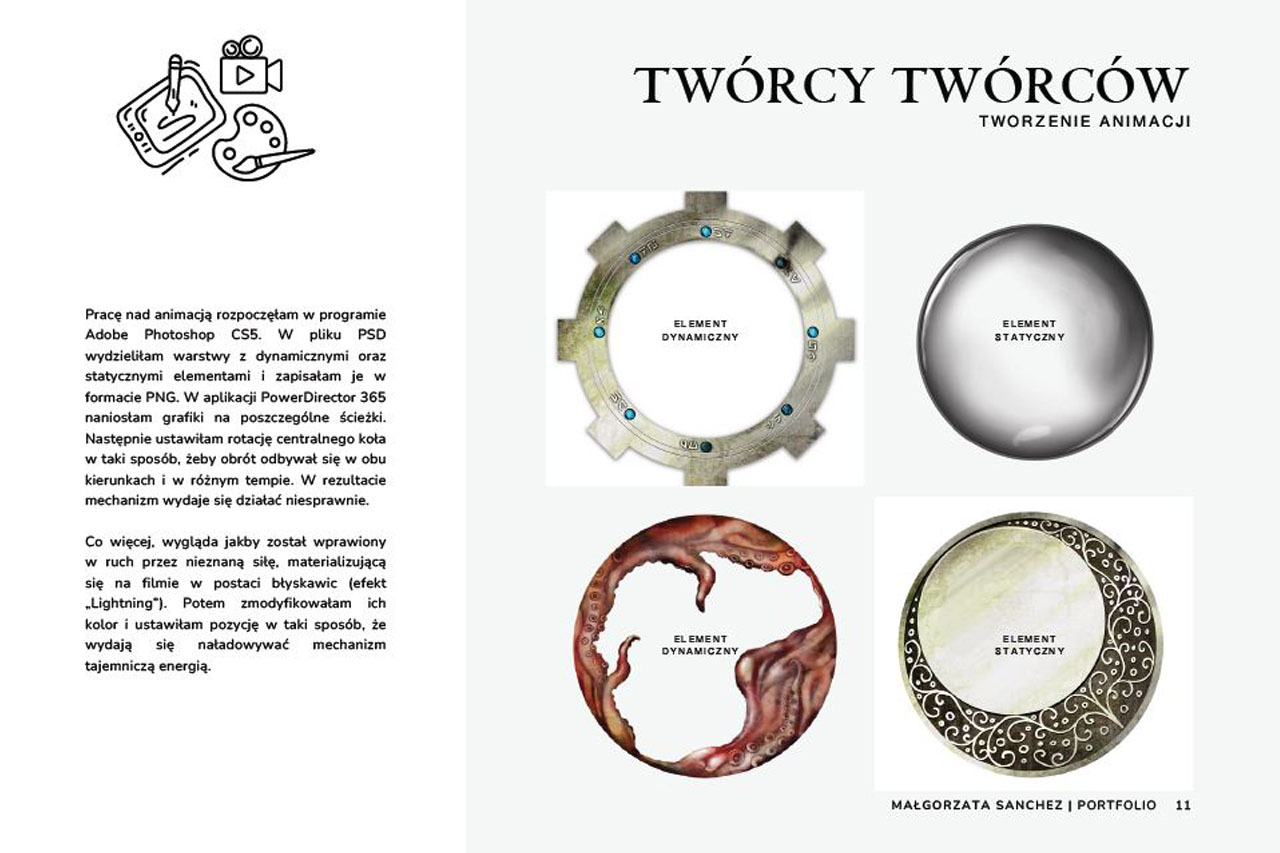 TWÓRCY TWÓRCÓW
TWORZENIE ANIMACJI
Pracę nad animacją rozpoczęłam w programie
Adobe Photoshop CS5. W pliku PSD
wydzieliłam warstwy z dynamicznymi oraz
statycznymi elementami i zapisałam je w
formacie PNG. W aplikacji PowerDirector 365
naniosłam grafiki na poszczególne ścieżki.
Następnie ustawiłam rotację centralnego koła
w taki sposób, żeby obrót odbywał się w obu
kierunkach i w różnym tempie. W rezultacie
mechanizm wydaje się działać niesprawnie.
Co więcej, wygląda jakby został wprawiony
w ruch przez nieznaną siłę, materializującą
się na filmie w postaci błyskawic (efekt
„Lightning”). Potem zmodyfikowałam ich
kolor i ustawiłam pozycję w taki sposób, że
wydają się naładowywać mechanizm
tajemniczą energią.
ELEMENT
DYNAMICZNY
ELEMENT
STATYCZNY
ELEMENT
DYNAMICZNY
ELEMENT
STATYCZNY
MAŁGORZATA SANCHEZ | PORTFOLIO 11